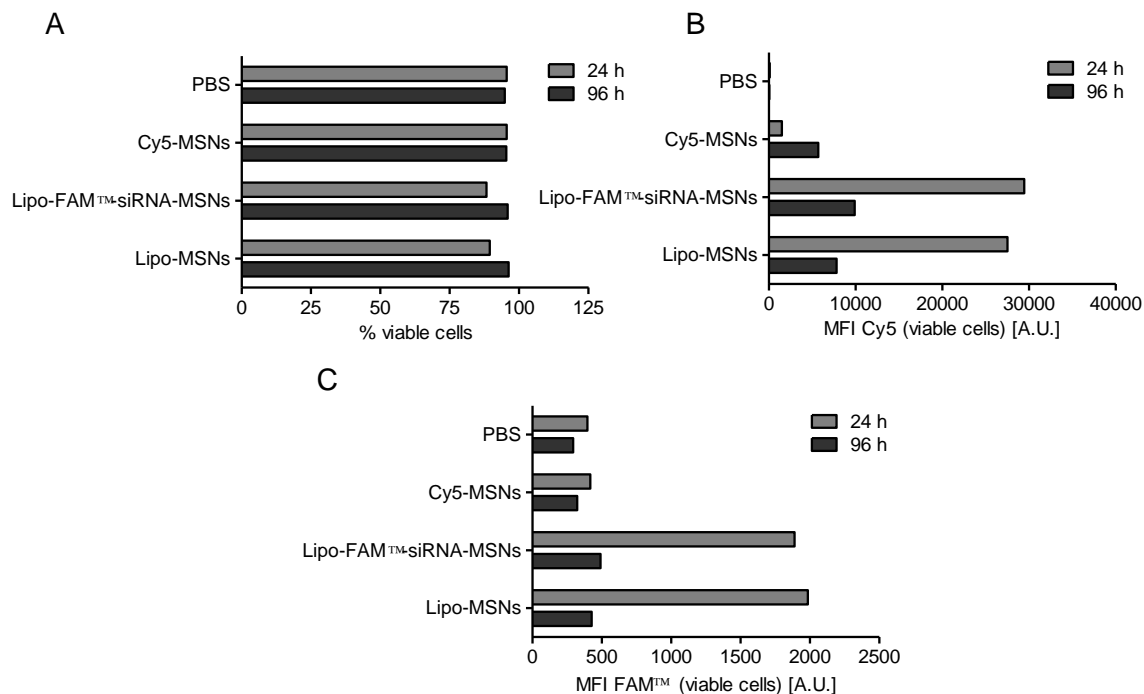 A
PBS
Cy5-MSNs
Lipo-FAM™-siRNA-MSNs
Lipo-MSNs
0 25 50 75 100 125
% viable cells
24 h
96 h
B
PBS
Cy5-MSNs
Lipo-FAM™-siRNA-MSNs
Lipo-MSNs
0 10000 20000 30000 40000
MFI Cy5 (viable cells) [A.U.]
24 h
96 h
C
PBS
Cy5-MSNs
Lipo-FAM™-siRNA-MSNs
Lipo-MSNs
0 500 1000 1500 2000 2500
MFI FAM™ (viable cells) [A.U.]
24 h
96 h